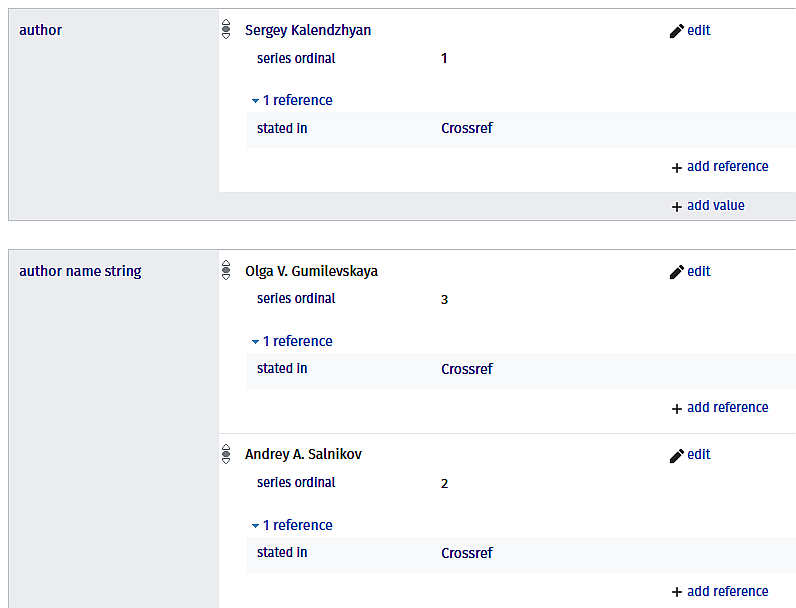 author
Sergey Kalendzhyan
edit
series ordinal 1
1 reference
stated in Crossref
+ add reference
+ add value
author name string
Olga V. Gumilevskaya
edit
series ordinal 3
1 reference
stated in Crossref
+ add reference
Andrey A. Salnikov
edit
series ordinal 2
1 reference
stated in Crossref
+ add reference